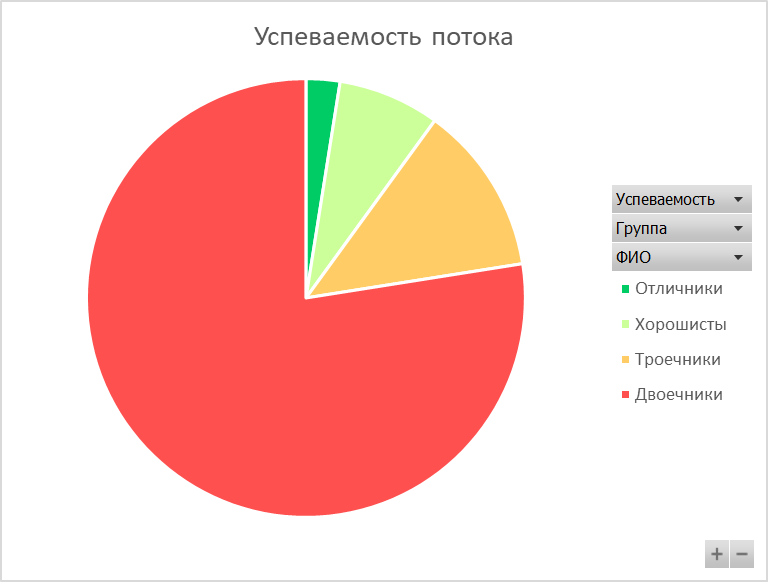 Успеваемость потока
Успеваемость
Группа
ФИО
Отличники
Хорошисты
Троечники
Двоечники
+ −